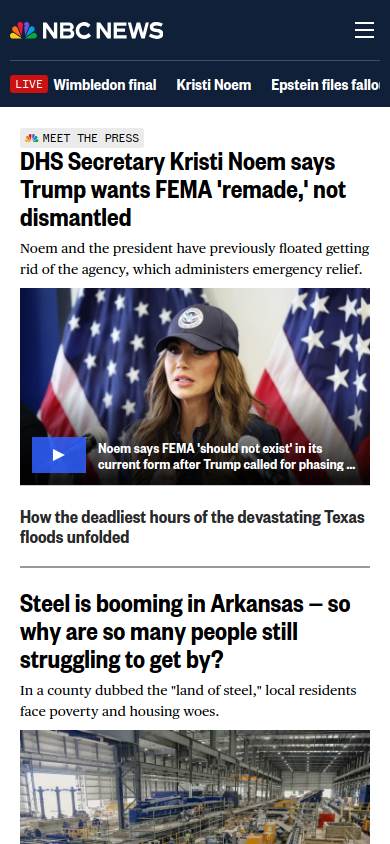 NBC NEWS
LIVE Wimbledon final Kristi Noem Epstein files
MEET THE PRESS
DHS Secretary Kristi Noem says
Trump wants FEMA 'remade,' not
dismantled
Noem and the president have previously floated getting
rid of the agency, which administers emergency relief.
Noem says FEMA 'should not exist' in its
current form after Trump called for phasing ...
How the deadliest hours of the devastating Texas
floods unfolded
Steel is booming in Arkansas – so
why are so many people still
struggling to get by?
In a county dubbed the "land of steel," local residents
face poverty and housing woes.